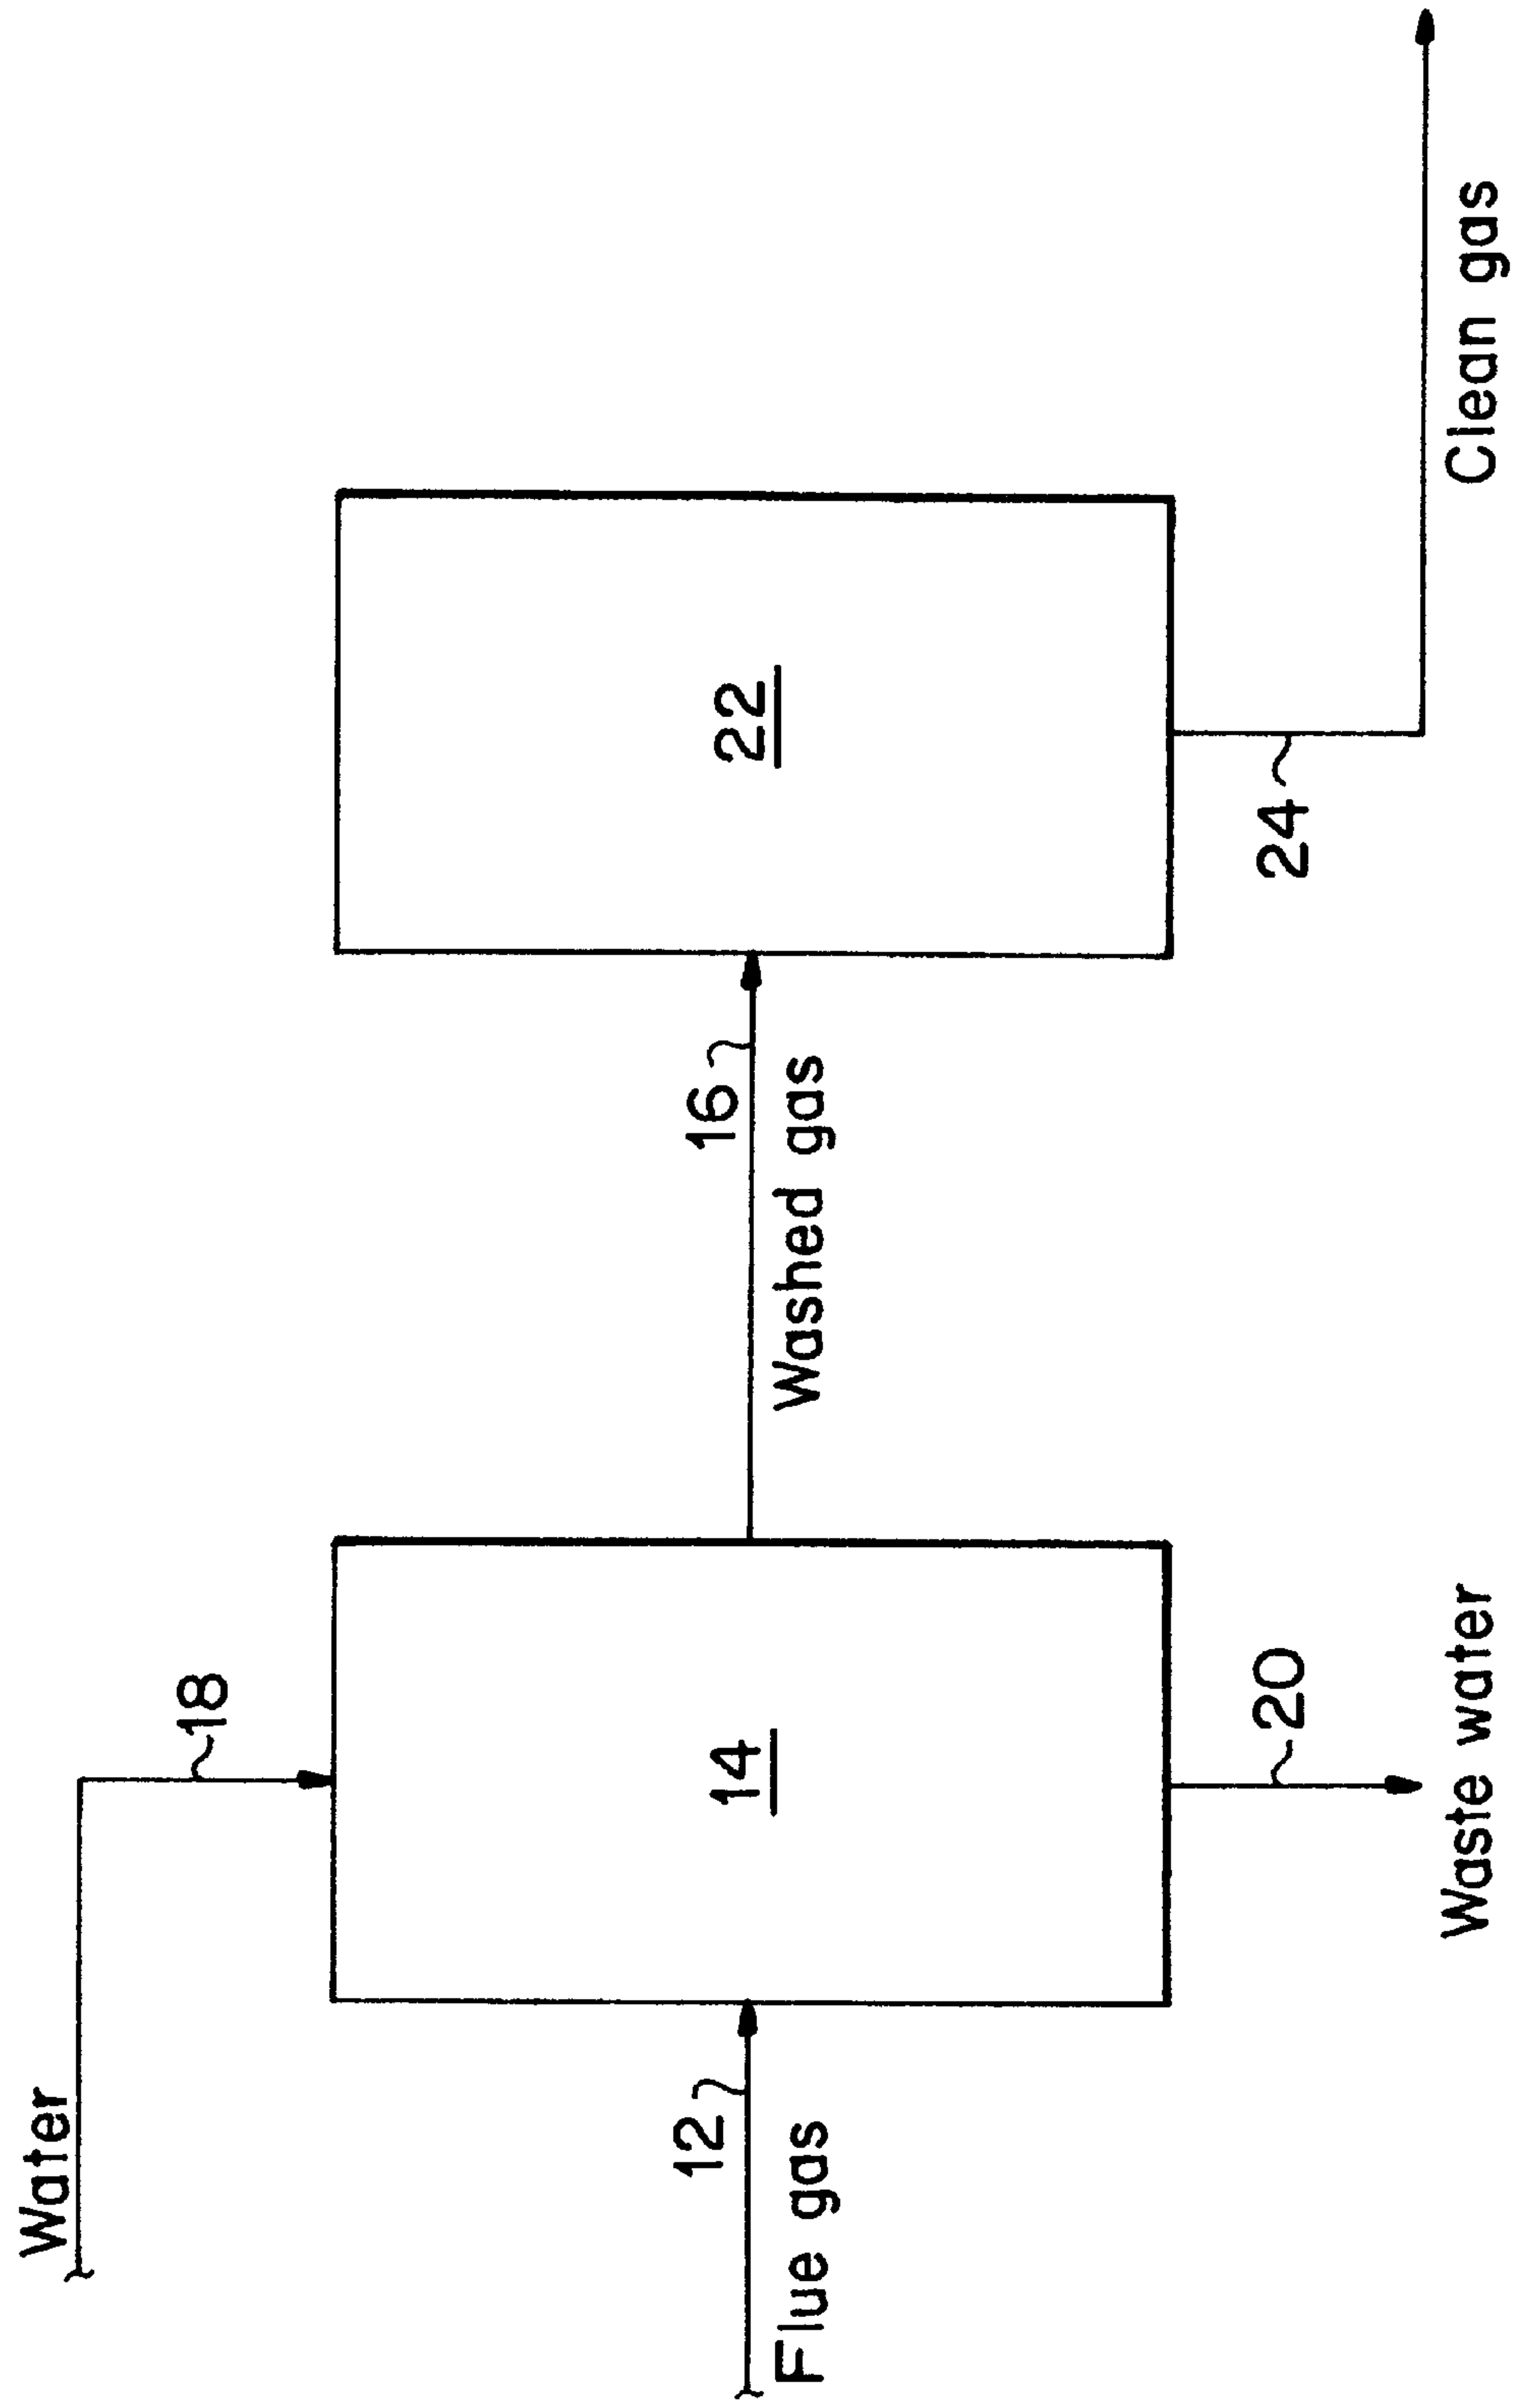 Water
18
12
Flue gas
14
16
Washed gas
22
20
Waste water
24
Clean gas